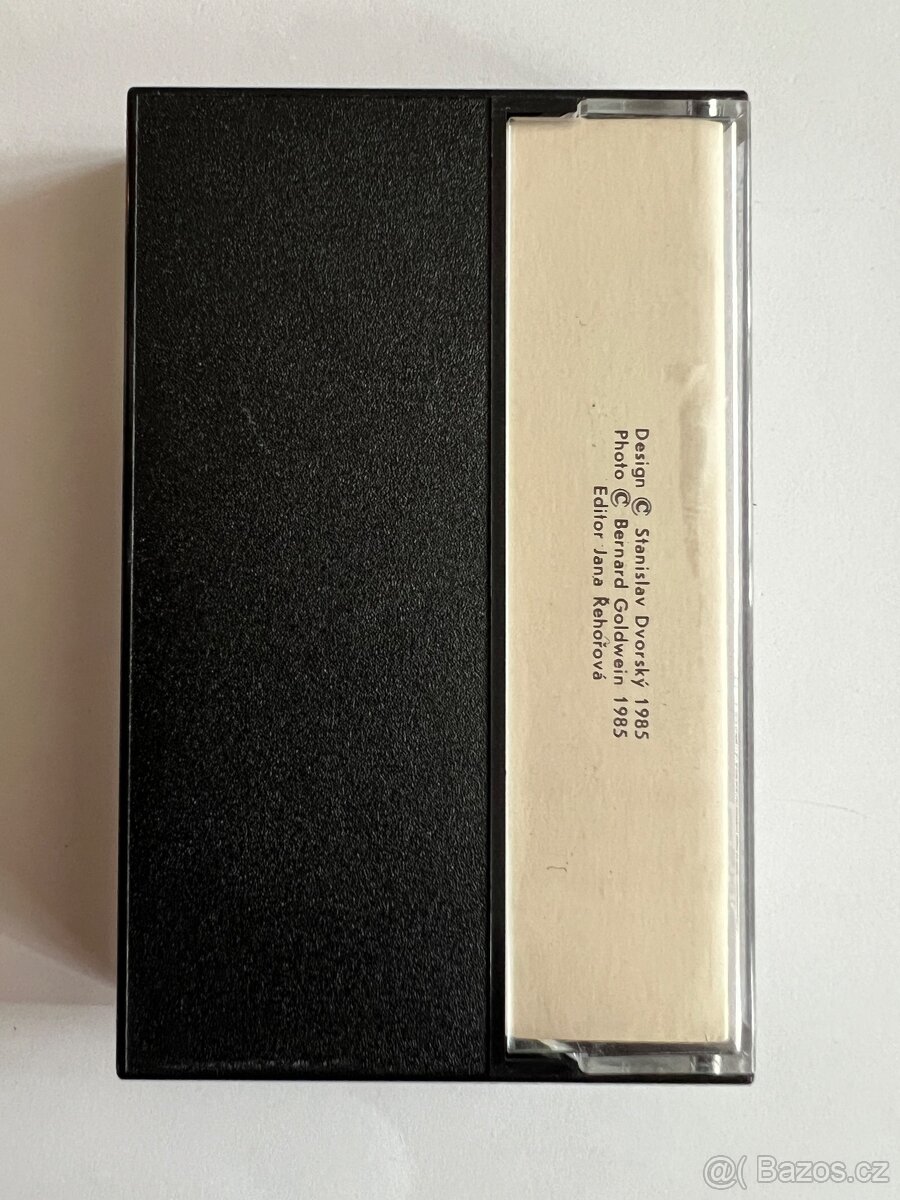 Design © Stanislav Dvorský 1985
Photo © Bernard Goldwein 1985
Editor Jana Řehořová
@( Bazos.cz